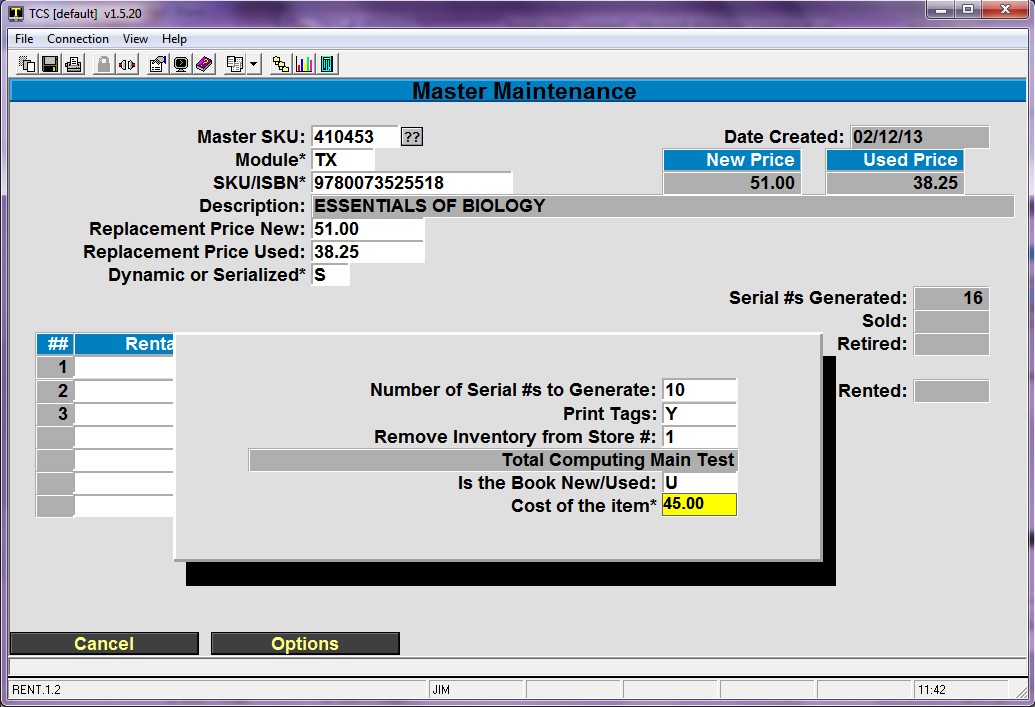 TCS [default] v1.5.20
File Connection View Help
Master Maintenance
Master SKU: 410453 ??
Date Created: 02/12/13
Module* TX
New Price Used Price
SKU/ISBN* 9780073525518
51.00 38.25
Description: ESSENTIALS OF BIOLOGY
Replacement Price New: 51.00
Replacement Price Used: 38.25
Dynamic or Serialized* S
Serial #s Generated: 16
Sold:
## Renta
Retired:
1
2
Rented:
3
Number of Serial #s to Generate: 10
Print Tags: Y
Remove Inventory from Store #: 1
Total Computing Main Test
Is the Book New/Used: U
Cost of the item* 45.00
Cancel Options
RENT.1.2 JIM 11:42